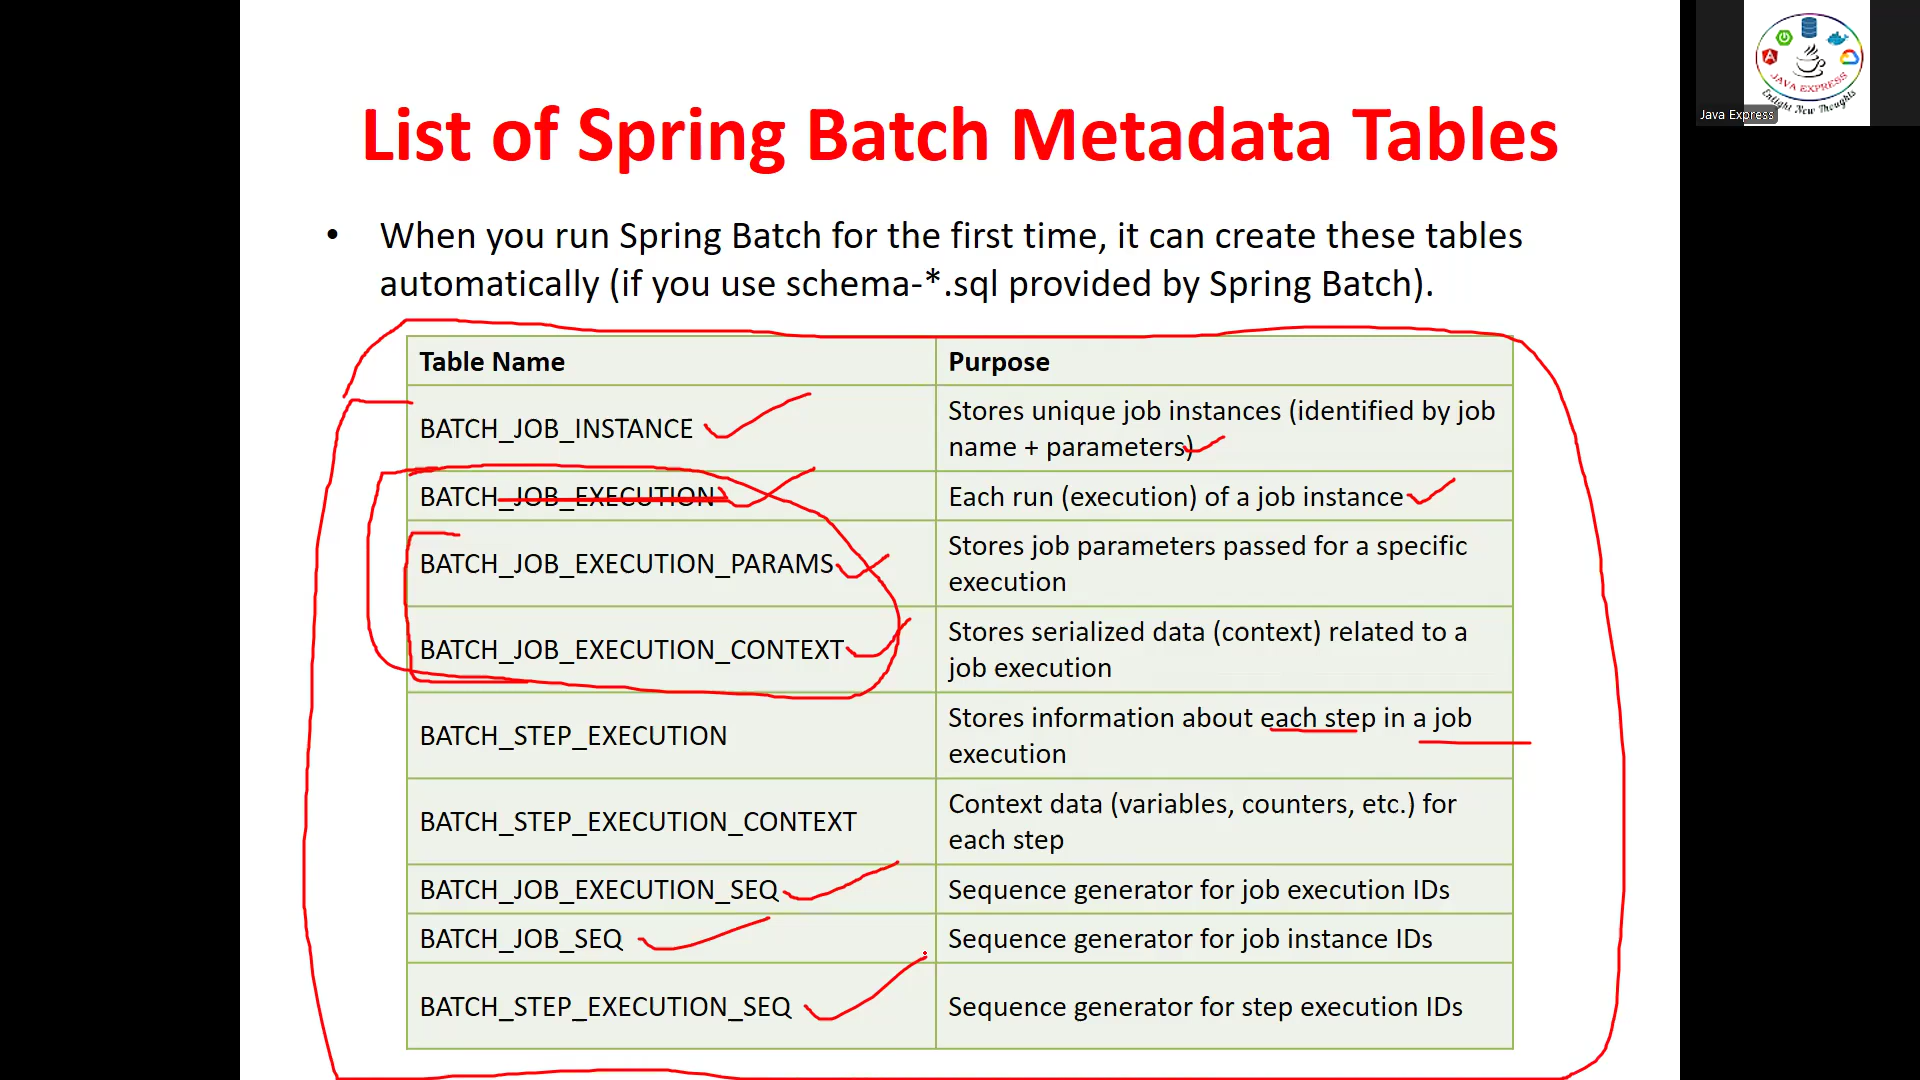 JAVA EXPRESS
Enlight New Thoughts
Java Express
List of Spring Batch Metadata Tables
• When you run Spring Batch for the first time, it can create these tables
automatically (if you use schema-*.sql provided by Spring Batch).
Table Name Purpose
BATCH_JOB_INSTANCE Stores unique job instances (identified by job
name + parameters)
BATCH_JOB_EXECUTION Each run (execution) of a job instance
BATCH_JOB_EXECUTION_PARAMS Stores job parameters passed for a specific
execution
BATCH_JOB_EXECUTION_CONTEXT Stores serialized data (context) related to a
job execution
BATCH_STEP_EXECUTION Stores information about each step in a job
execution
BATCH_STEP_EXECUTION_CONTEXT Context data (variables, counters, etc.) for
each step
BATCH_JOB_EXECUTION_SEQ Sequence generator for job execution IDs
BATCH_JOB_SEQ Sequence generator for job instance IDs
BATCH_STEP_EXECUTION_SEQ Sequence generator for step execution IDs